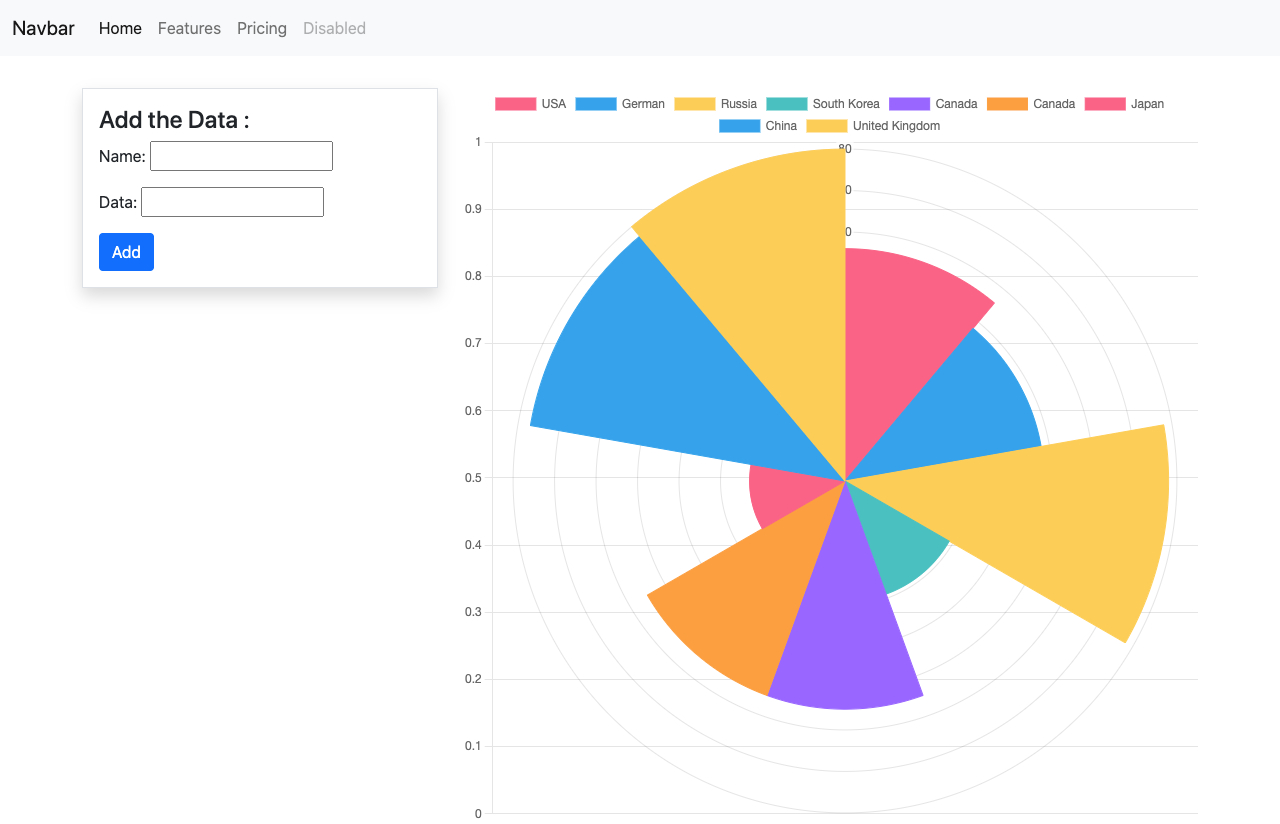 Navbar Home Features Pricing Disabled
Add the Data :
Name:
Data:
Add
USA German Russia South Korea Canada Canada Japan
China United Kingdom
1
0.9
0.8
0.7
0.6
0.5
0.4
0.3
0.2
0.1
0
80
0
0